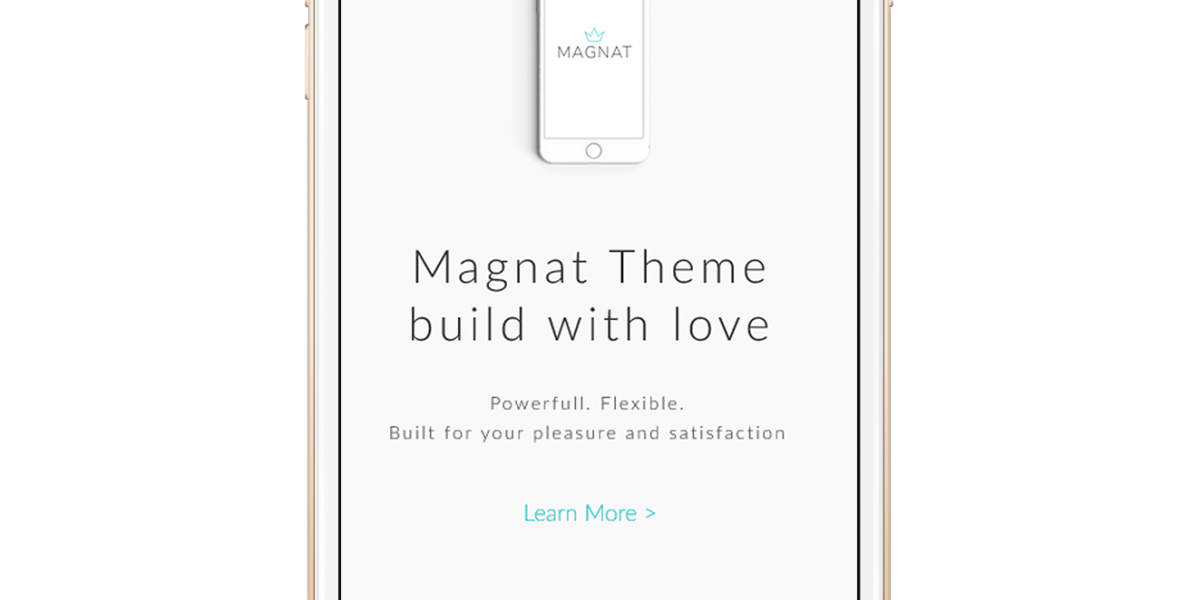 MAGNAT
Magnat Theme
build with love
Powerfull. Flexible.
Built for your pleasure and satisfaction
Learn More >